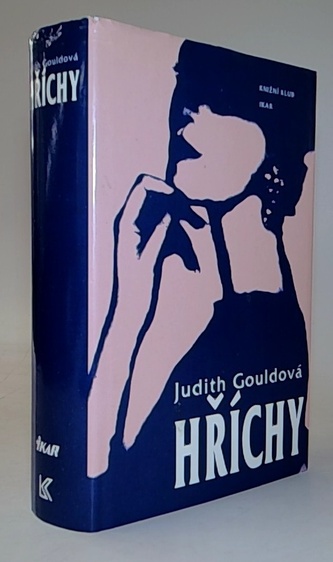 Judith Gouldová
HŘÍCHY
IKAR
KNIŽNÍ KLUB
IKAR
Judith Gouldová
HŘÍCHY